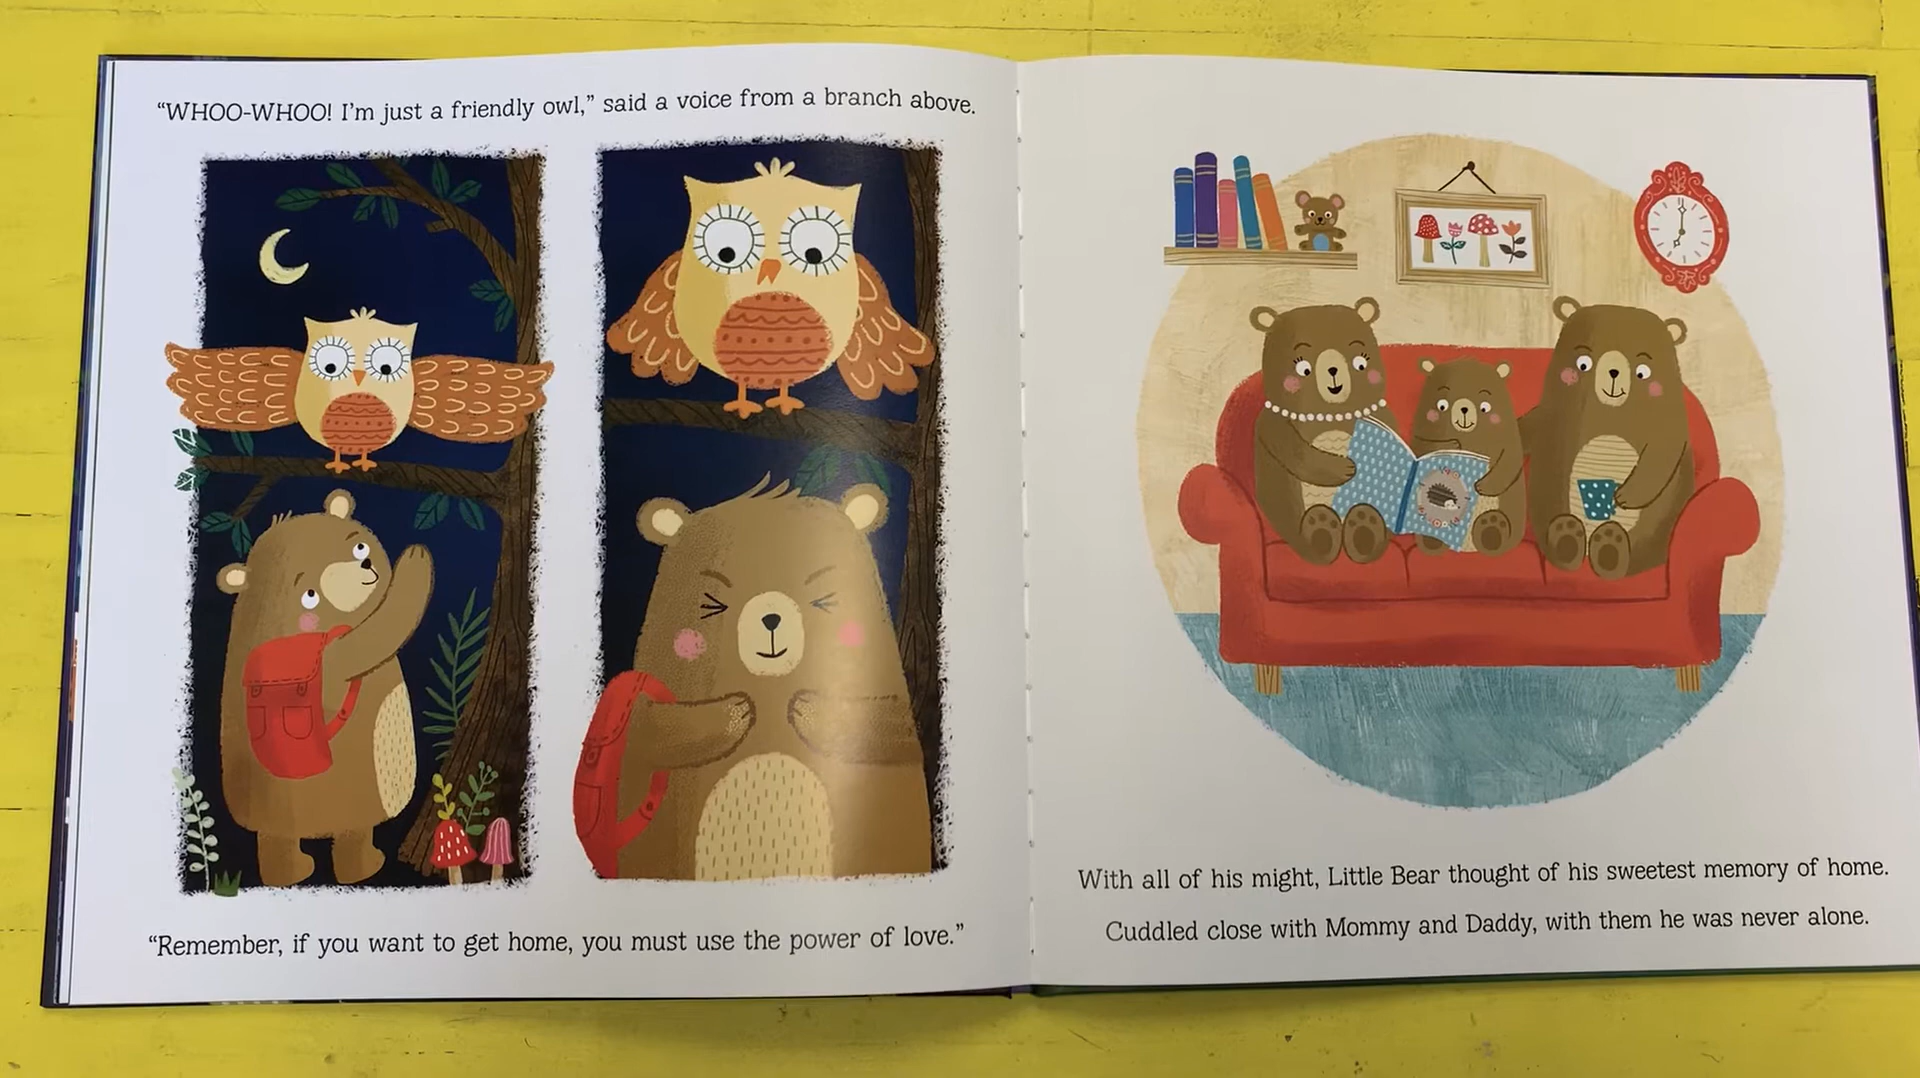 “WHOO-WHOO! I’m just a friendly owl,” said a voice from a branch above.
“Remember, if you want to get home, you must use the power of love.”
With all of his might, Little Bear thought of his sweetest memory of home.
Cuddled close with Mommy and Daddy, with them he was never alone.